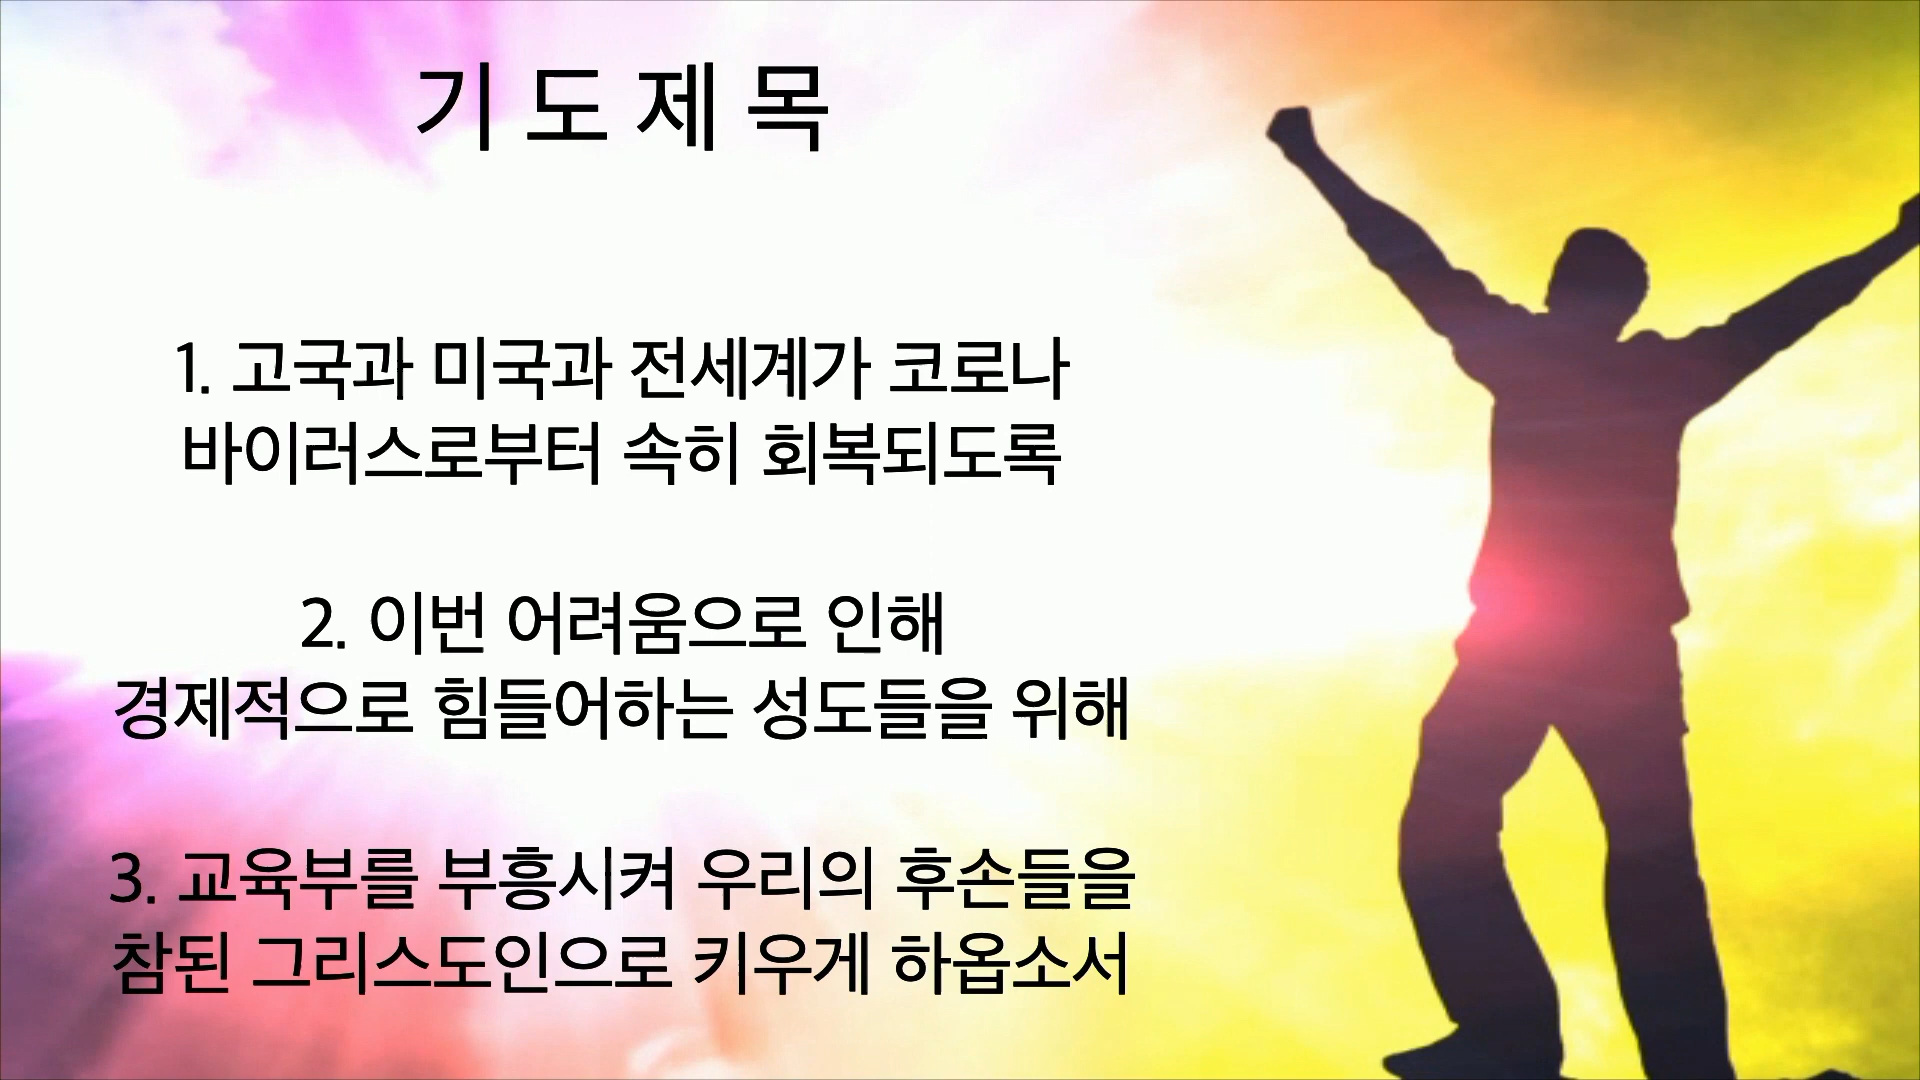 기 도 제 목
1. 고국과 미국과 전세계가 코로나
바이러스로부터 속히 회복되도록
2. 이번 어려움으로 인해
경제적으로 힘들어하는 성도들을 위해
3. 교육부를 부흥시켜 우리의 후손들을
참된 그리스도인으로 키우게 하옵소서